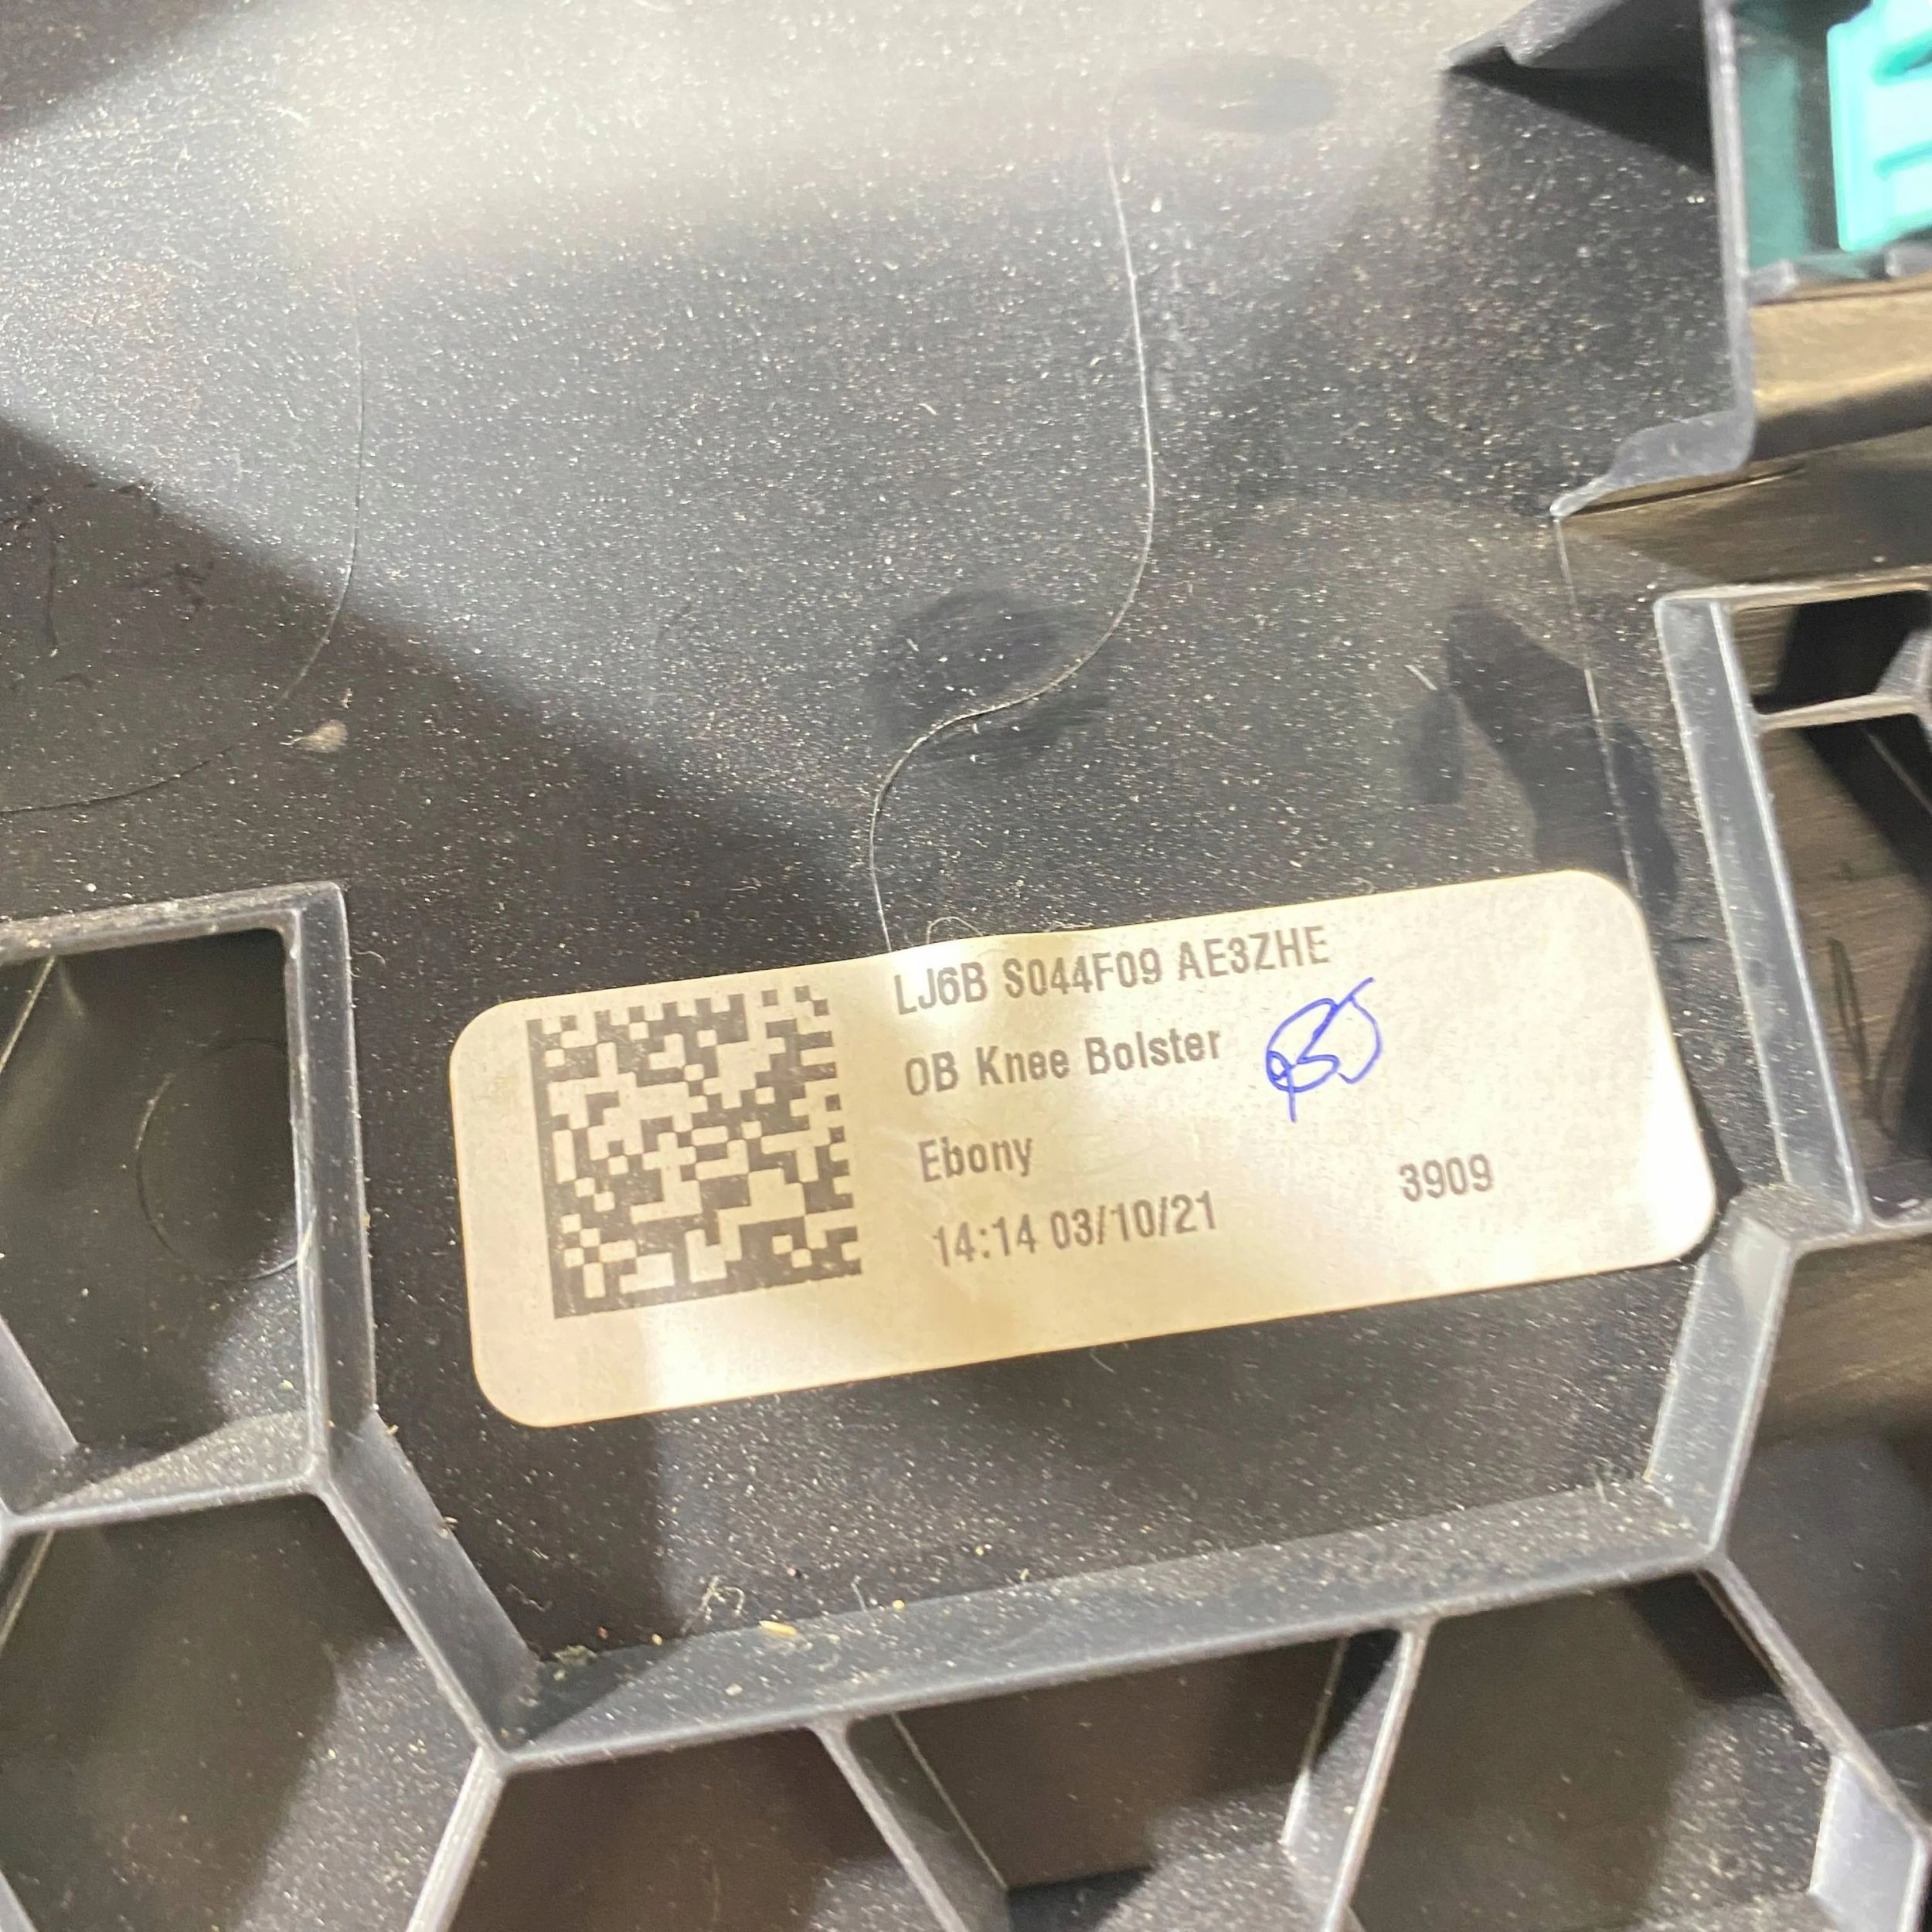 LJ6B S044F09 AE3ZHE
OB Knee Bolster
Ebony
3909
14:14 03/10/21